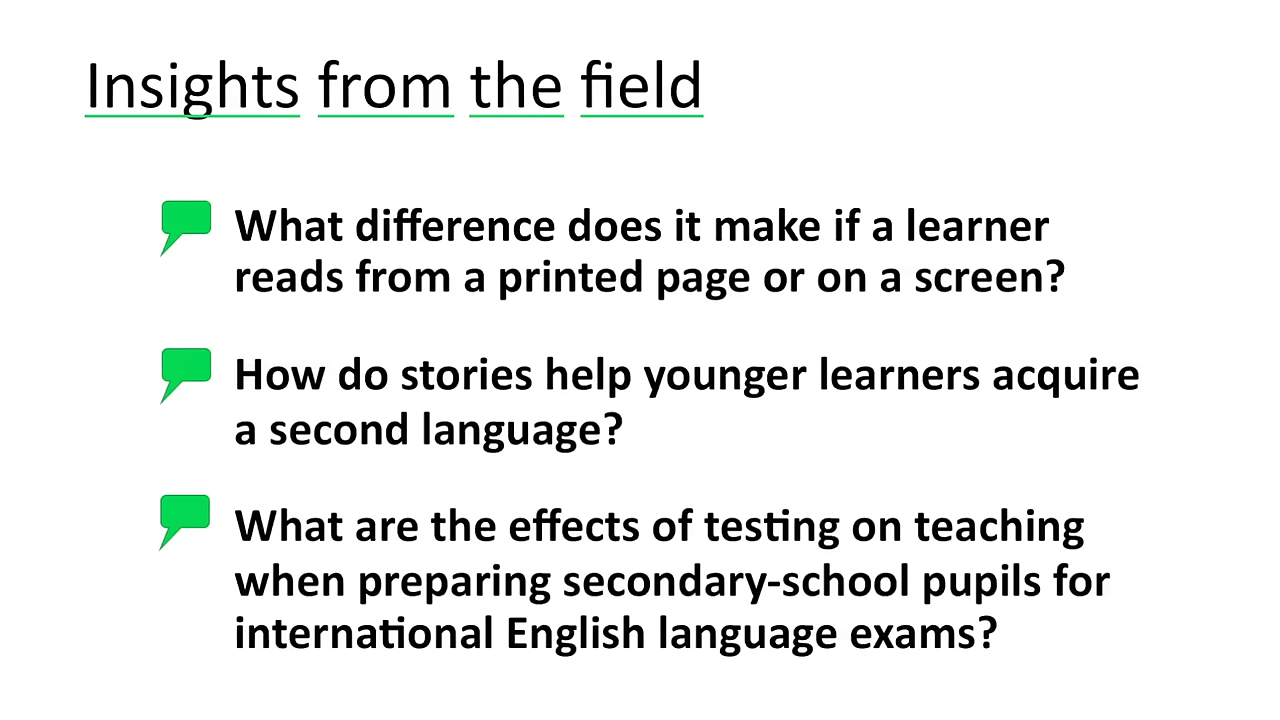 Insights from the field
What difference does it make if a learner
reads from a printed page or on a screen?
How do stories help younger learners acquire
a second language?
What are the effects of testing on teaching
when preparing secondary-school pupils for
international English language exams?